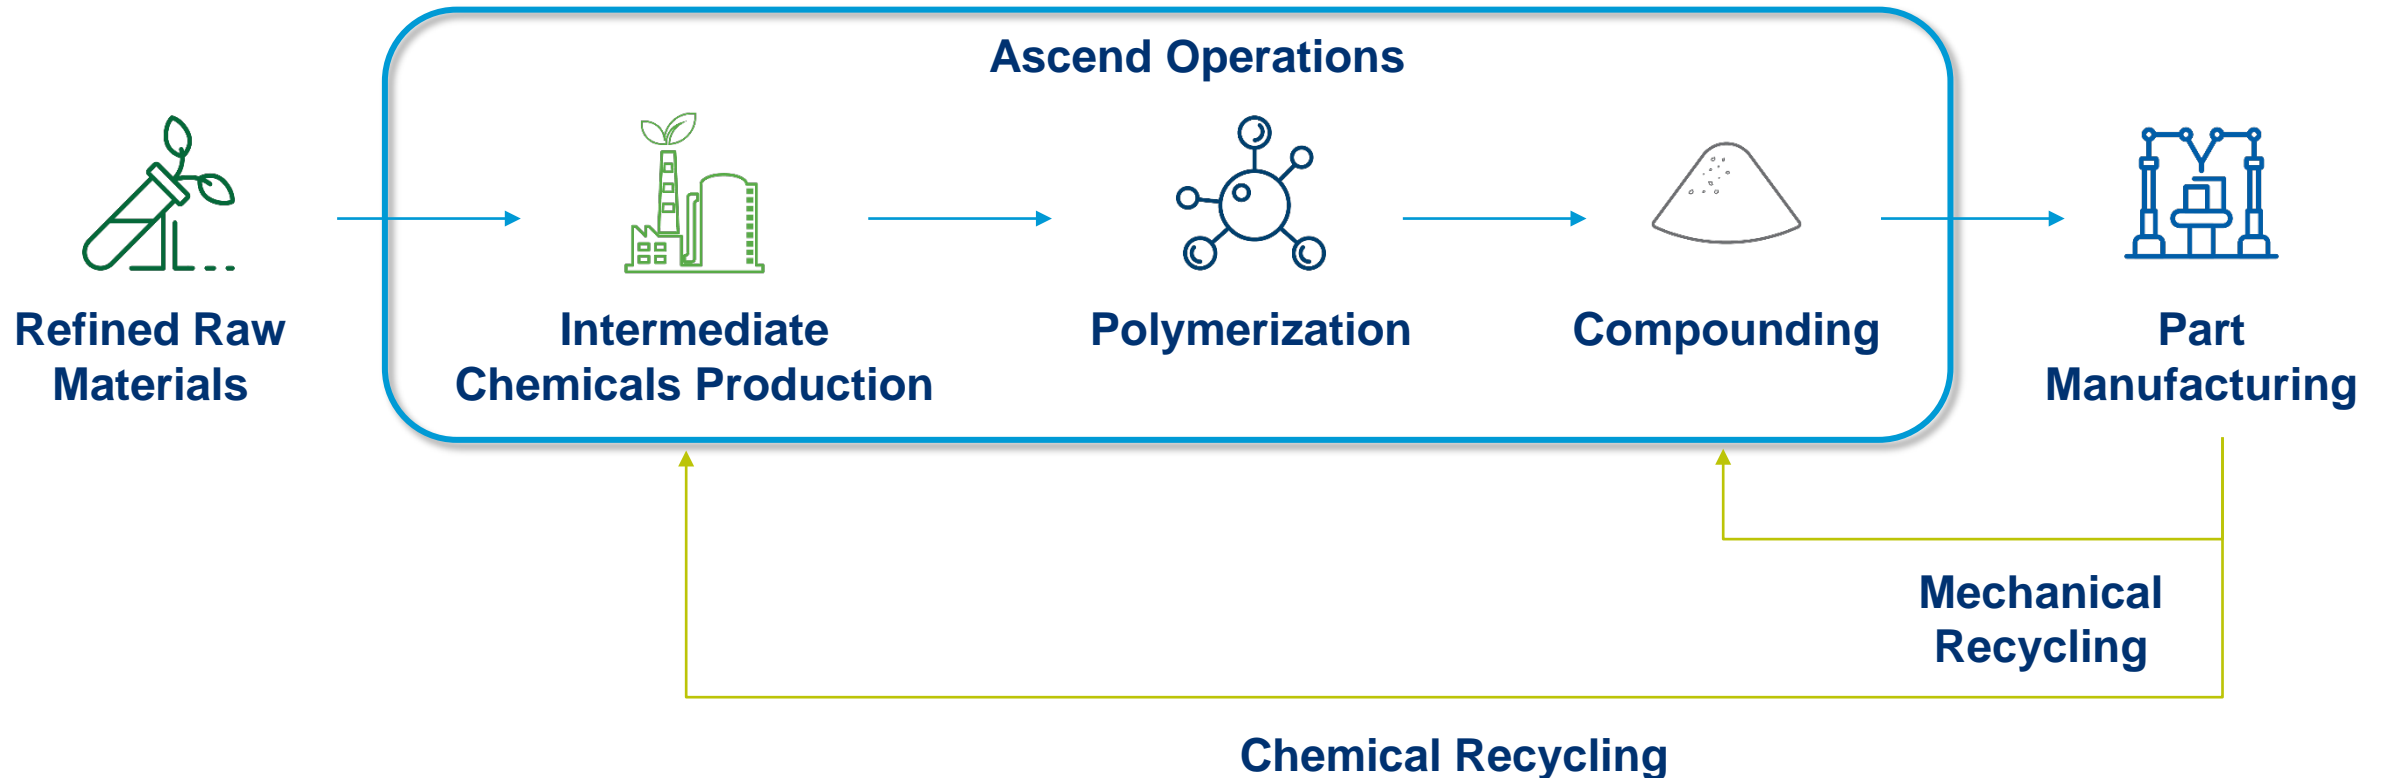 Ascend Operations
Refined Raw
Materials
Intermediate
Chemicals Production
Polymerization
Compounding
Part
Manufacturing
Mechanical
Recycling
Chemical Recycling